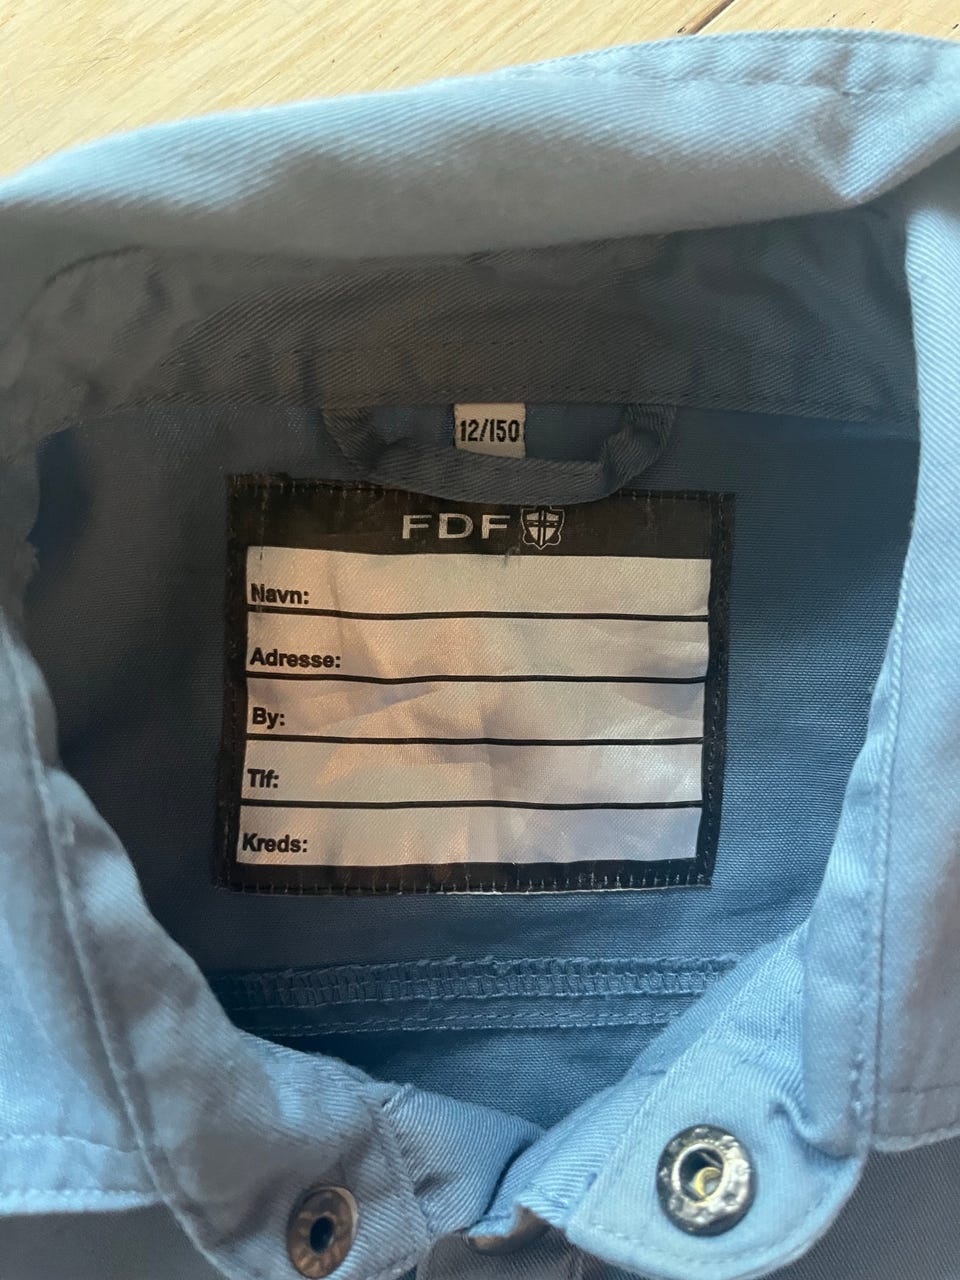 12/150
FDF
Navn:
Adresse:
By:
Tlf:
Kreds: